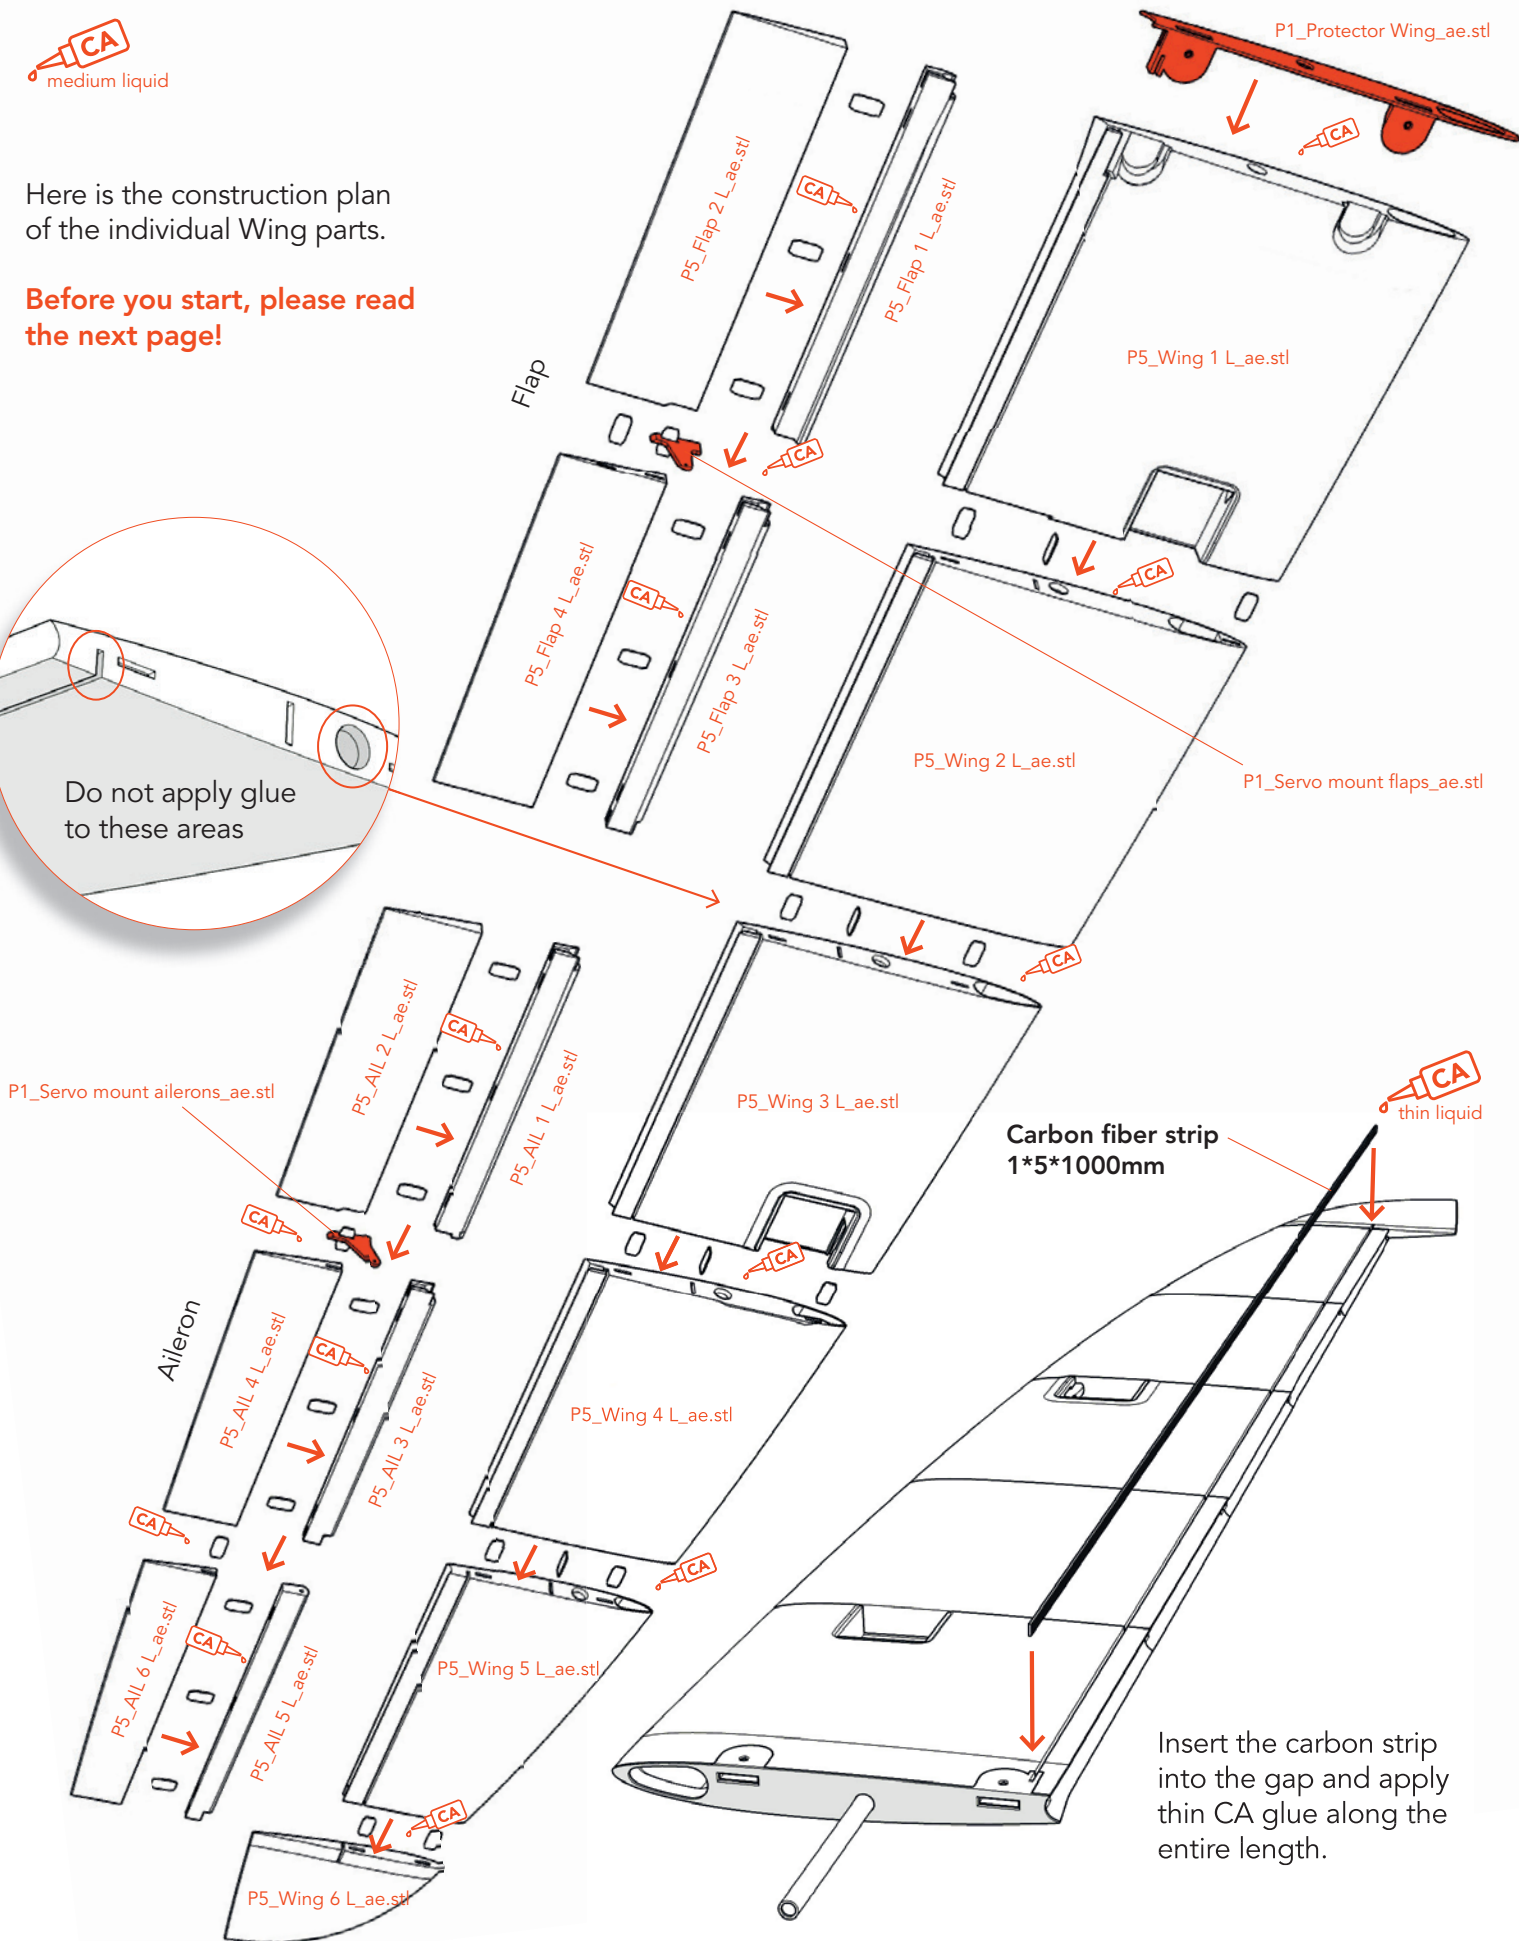 CA
medium liquid
P1_Protector Wing_ae.stl
CA
Here is the construction plan
of the individual Wing parts.
Before you start, please read
the next page!
Flap
P5_Flap 2 L_ae.stl
CA
P5_Flap 1 L_ae.stl
CA
P5_Wing 1 L_ae.stl
CA
P5_Flap 4 L_ae.stl
CA
P5_Flap 3 L_ae.stl
P5_Wing 2 L_ae.stl
P1_Servo mount flaps_ae.stl
Do not apply glue
to these areas
CA
P5_AIL 2 L_ae.stl
CA
P5_AIL 1 L_ae.stl
P1_Servo mount ailerons_ae.stl
CA
P5_Wing 3 L_ae.stl
CA
Aileron
P5_AIL 4 L_ae.stl
CA
P5_AIL 3 L_ae.stl
P5_Wing 4 L_ae.stl
CA
CA
P5_AIL 6 L_ae.stl
CA
P5_AIL 5 L_ae.stl
P5_Wing 5 L_ae.stl
CA
P5_Wing 6 L_ae.stl
CA
thin liquid
Carbon fiber strip
1*5*1000mm
Insert the carbon strip
into the gap and apply
thin CA glue along the
entire length.